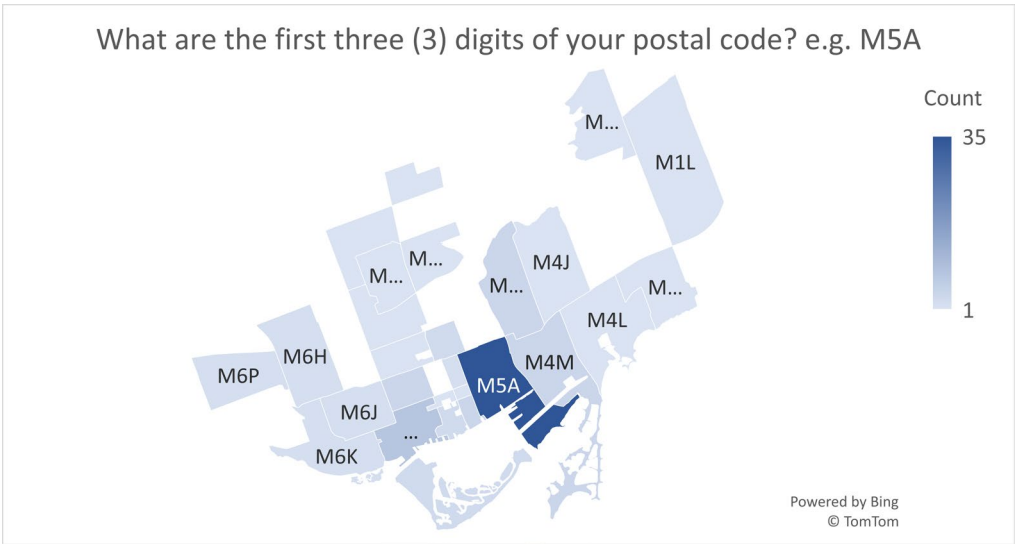 What are the first three (3) digits of your postal code? e.g. M5A
Count
35
1
M...
M1L
M...
M...
M...
M4J
M...
M4L
M6H
M6P
M4M
M5A
M6J
...
M6K
Powered by Bing
© TomTom